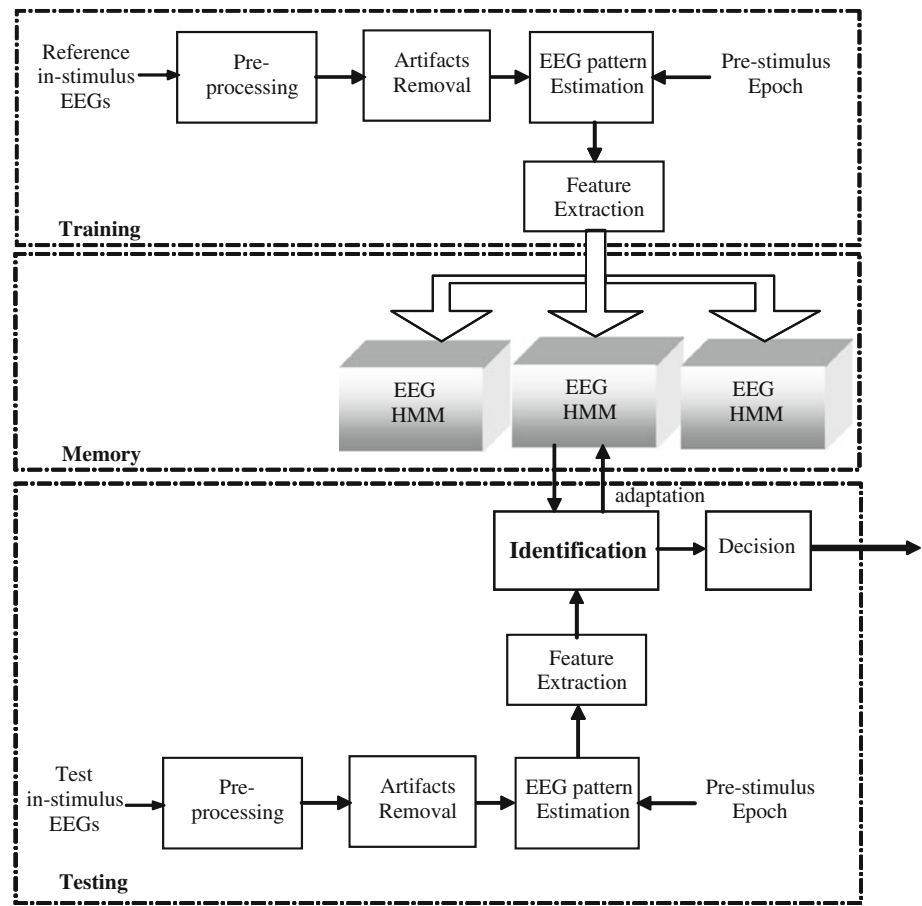 Reference
in-stimulus
EEGs
Pre-
processing
Artifacts
Removal
EEG pattern
Estimation
Pre-stimulus
Epoch
Feature
Extraction
Training
EEG
HMM
EEG
HMM
EEG
HMM
Memory
adaptation
Identification
Decision
Feature
Extraction
Test
in-stimulus
EEGs
Pre-
processing
Artifacts
Removal
EEG pattern
Estimation
Pre-stimulus
Epoch
Testing